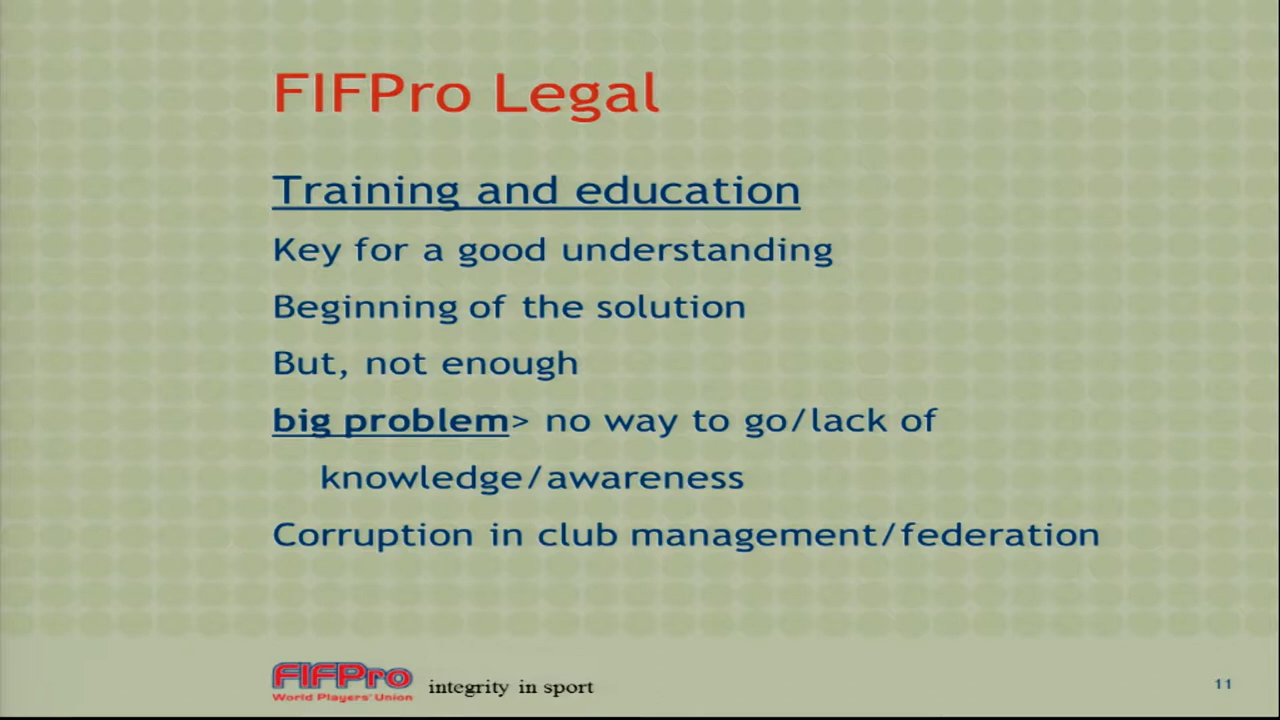 FIFPro Legal
Training and education
Key for a good understanding
Beginning of the solution
But, not enough
big problem> no way to go/lack of
knowledge/awareness
Corruption in club management/federation
FIFPro
World Players' Union
integrity in sport
11